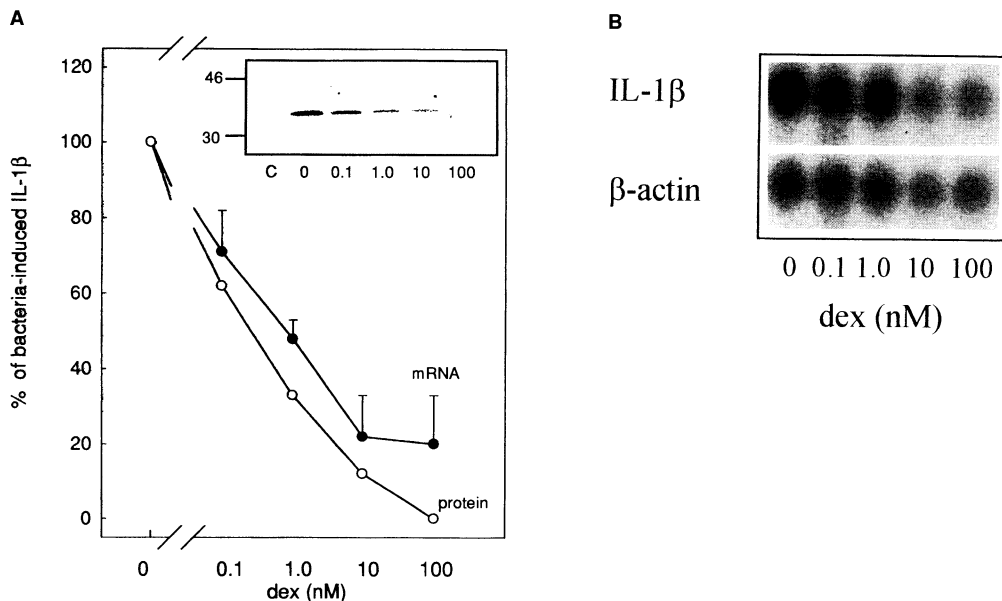 A
120
100
80
60
40
20
0
% of bacteria-induced IL-1β
46
30
C 0 0.1 1.0 10 100
mRNA
protein
0 0.1 1.0 10 100
dex (nM)
B
IL-1β
β-actin
0 0.1 1.0 10 100
dex (nM)